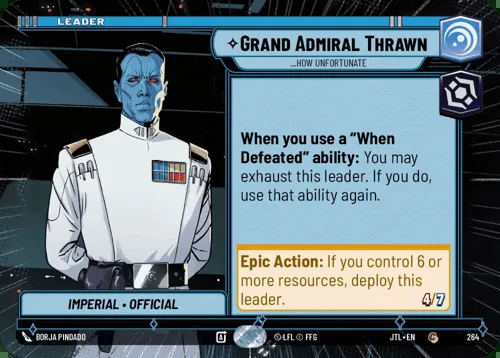 LEADER
✧GRAND ADMIRAL THRAWN
...HOW UNFORTUNATE
When you use a “When
Defeated” ability: You may
exhaust this leader. If you do,
use that ability again.
Epic Action: If you control 6 or
more resources, deploy this
leader.
4/7
IMPERIAL • OFFICIAL
BORJA PINDADO
A
©LFL ©FFG
JTL • EN
C
264